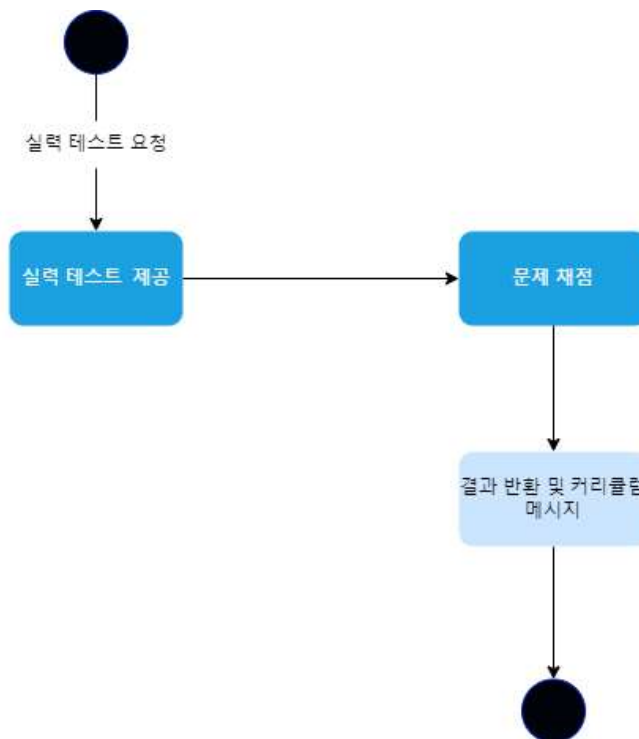 실력 테스트 요청
실력 테스트 제공
문제 채점
결과 반환 및 커리큘럼
메시지